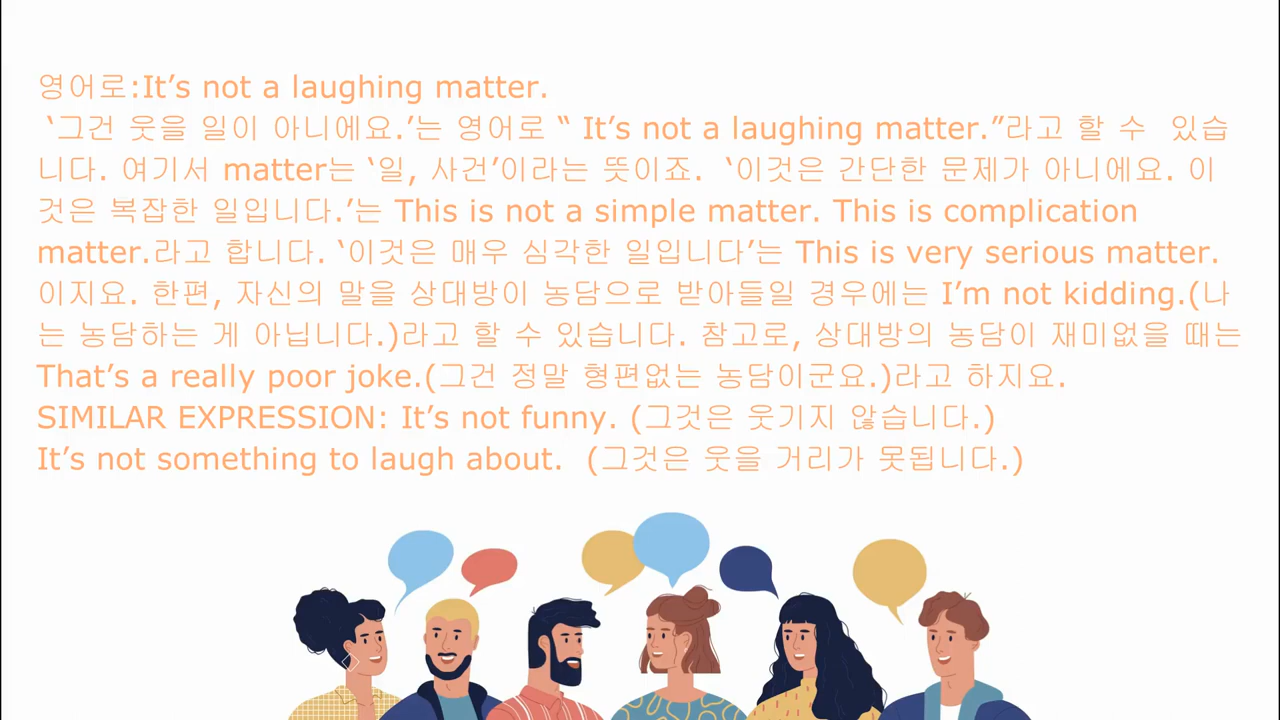 영어로:It’s not a laughing matter.
‘그건 웃을 일이 아니에요.’는 영어로 “ It’s not a laughing matter.”라고 할 수 있습
니다. 여기서 matter는 ‘일, 사건’이라는 뜻이죠. ‘이것은 간단한 문제가 아니에요. 이
것은 복잡한 일입니다.’는 This is not a simple matter. This is complication
matter.라고 합니다. ‘이것은 매우 심각한 일입니다’는 This is very serious matter.
이지요. 한편, 자신의 말을 상대방이 농담으로 받아들일 경우에는 I’m not kidding.(나
는 농담하는 게 아닙니다.)라고 할 수 있습니다. 참고로, 상대방의 농담이 재미없을 때는
That’s a really poor joke.(그건 정말 형편없는 농담이군요.)라고 하지요.
SIMILAR EXPRESSION: It’s not funny. (그것은 웃기지 않습니다.)
It’s not something to laugh about. (그것은 웃을 거리가 못됩니다.)